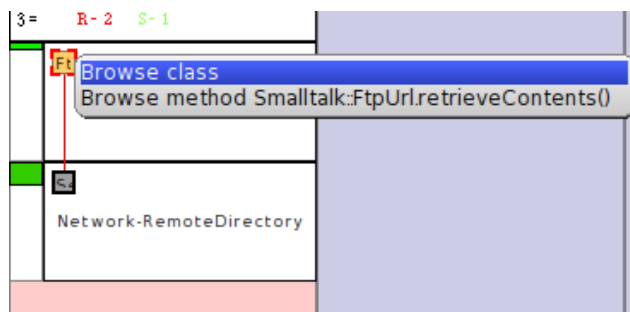 3= R-2 S-1
Ft
Browse class
Browse method Smalltalk::FtpUrl.retrieveContents()
Network-RemoteDirectory